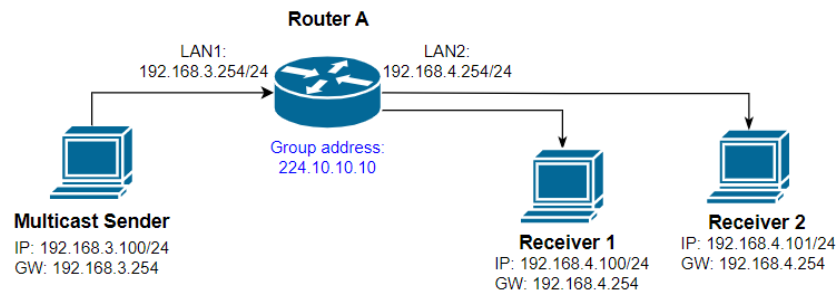 Router A
LAN1:
192.168.3.254/24
LAN2:
192.168.4.254/24
Group address:
224.10.10.10
Multicast Sender
IP: 192.168.3.100/24
GW: 192.168.3.254
Receiver 1
IP: 192.168.4.100/24
GW: 192.168.4.254
Receiver 2
IP: 192.168.4.101/24
GW: 192.168.4.254